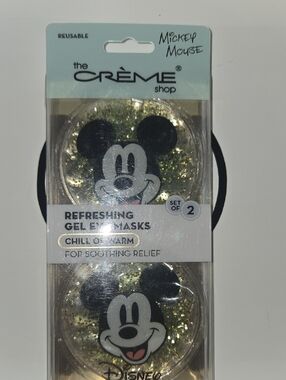 REUSABLE
Mickey
Mouse
the
CRÈME®
shop
REFRESHING
GEL EYE MASKS
SET
OF 2
CHILL OR WARM
FOR SOOTHING RELIEF
DISNEY